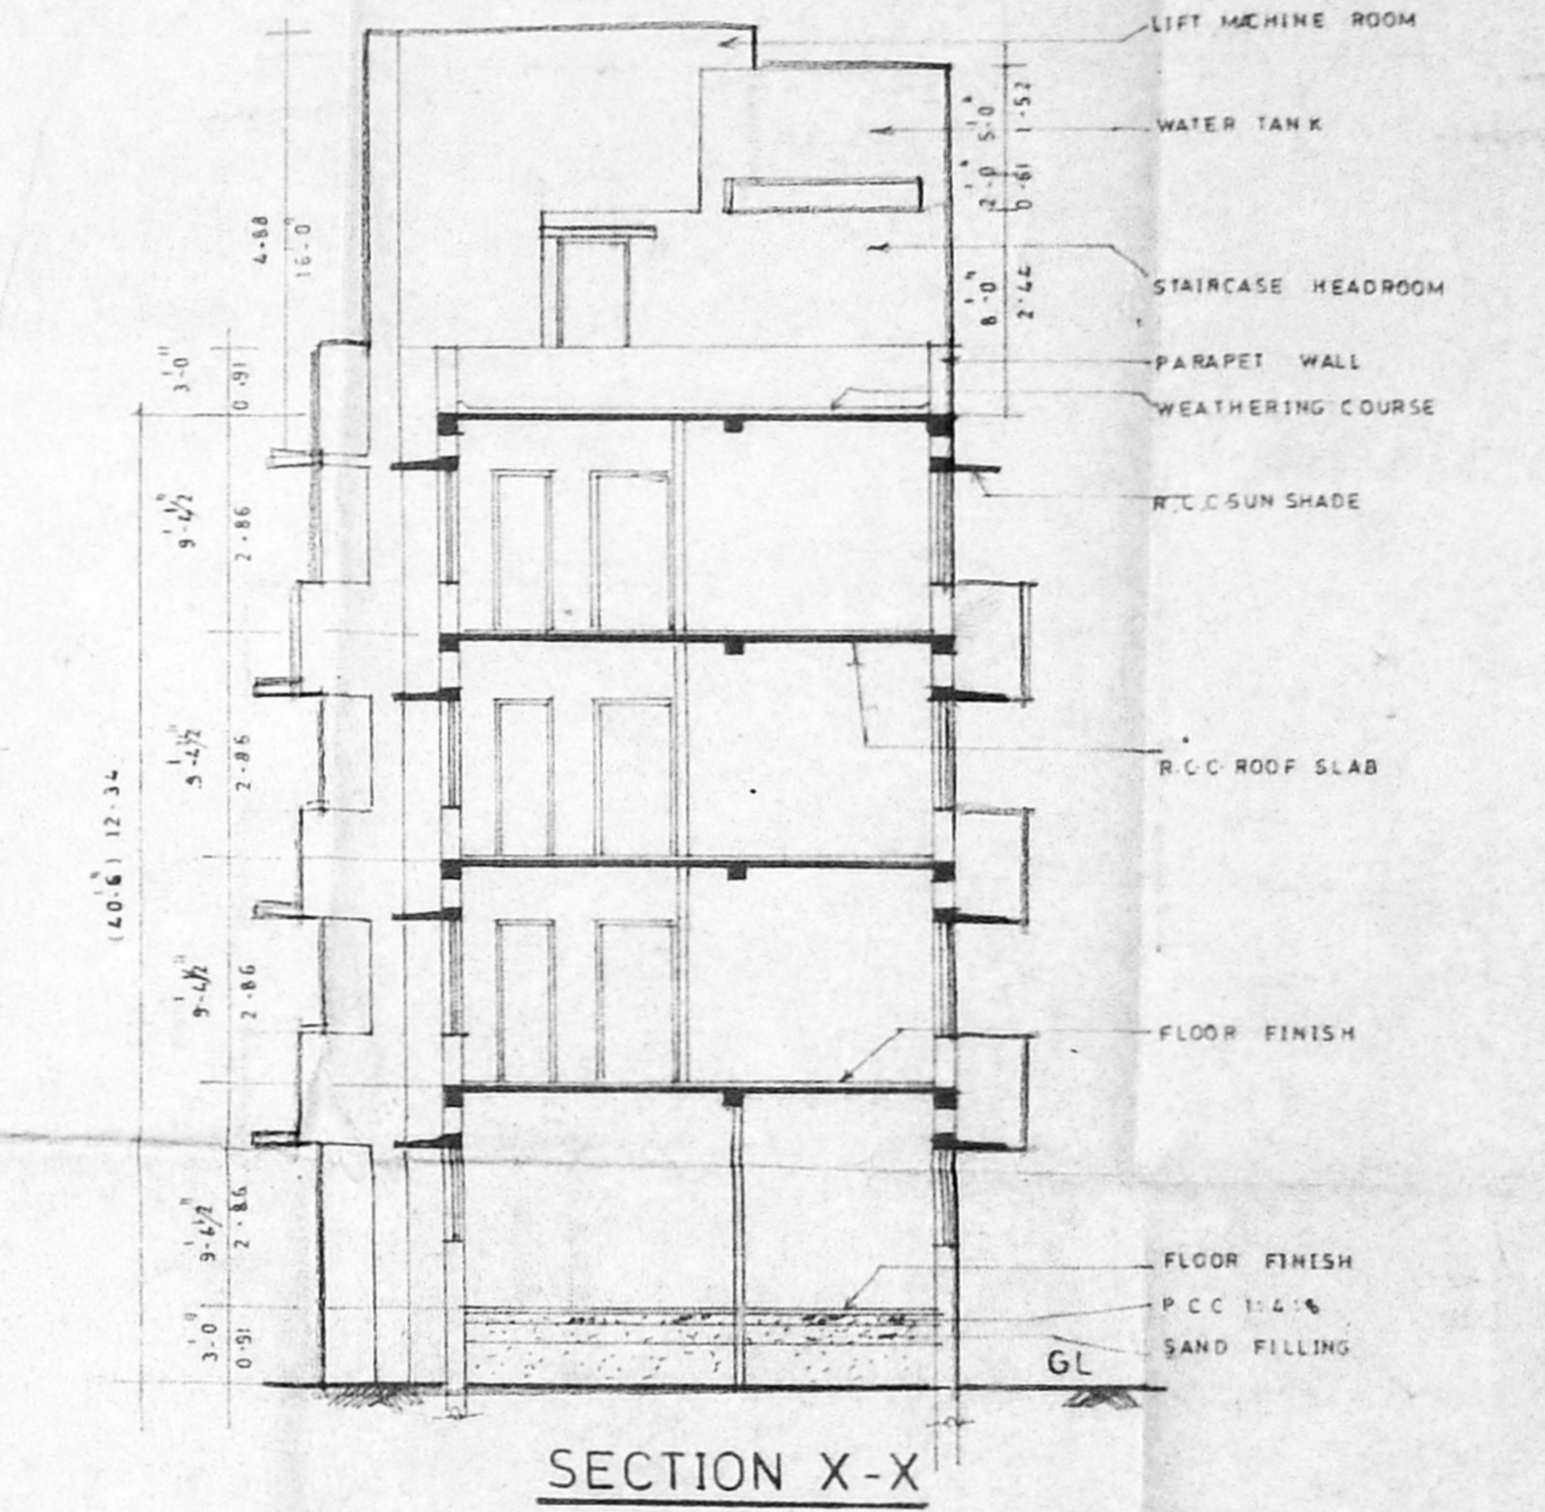 LIFT MACHINE ROOM
5'-0" 1·52
WATER TANK
2'-0" 0·61
4·88 16'-0"
8'-0" 2·44
STAIRCASE HEADROOM
3'-0" 0·91
PARAPET WALL
WEATHERING COURSE
9'-4½" 2·86
R.C.C SUN SHADE
9'-4½" 2·86
R.C.C. ROOF SLAB
(40'-6") 12·34
9'-4½" 2·86
FLOOR FINISH
9'-4½" 2·86
FLOOR FINISH
P.C.C 1:4:8
3'-0" 0·91
SAND FILLING
GL
SECTION X-X